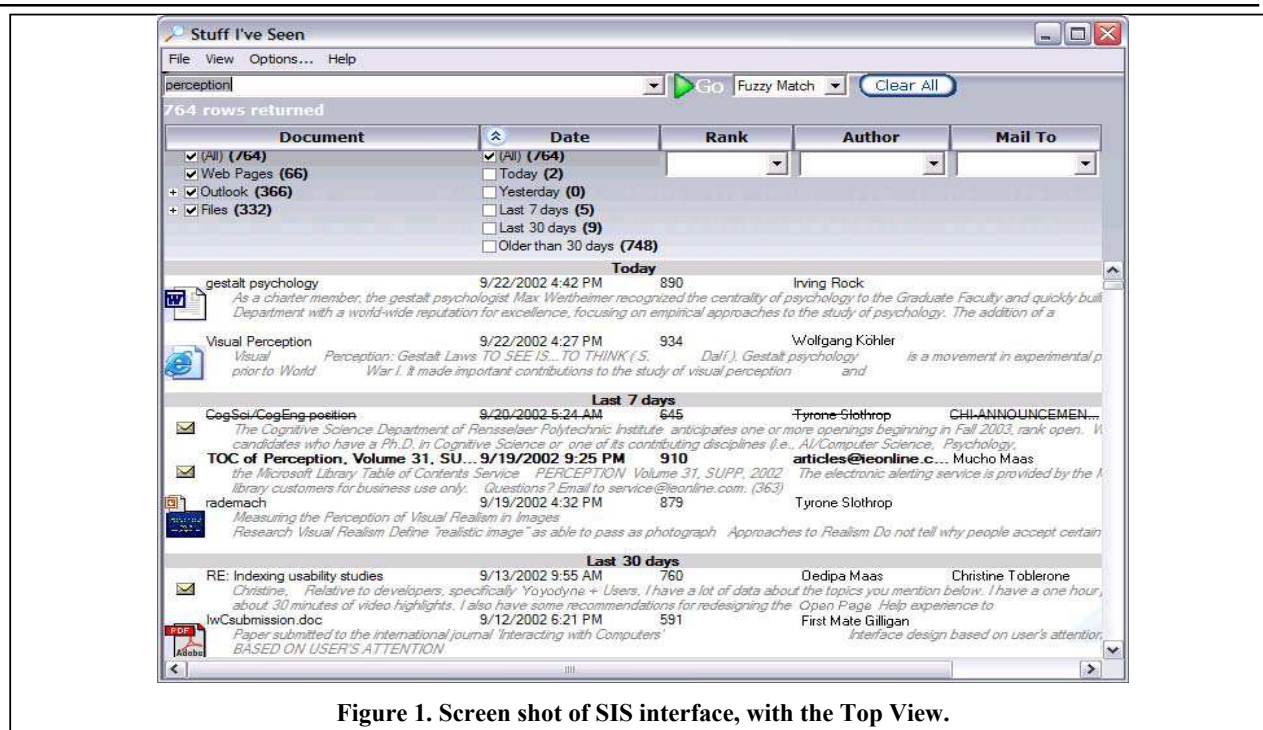 Stuff I've Seen
File View Options... Help
perception Go Fuzzy Match Clear All
764 rows returned
Document Date Rank Author Mail To
(All) (764) (All) (764)
Web Pages (66) Today (2)
+ Outlook (366) Yesterday (0)
+ Files (332) Last 7 days (5)
Last 30 days (9)
Older than 30 days (748)
Today
gestalt psychology 9/22/2002 4:42 PM 890 Irving Rock
As a charter member, the gestalt psychologist Max Wertheimer recognized the centrality of psychology to the Graduate Faculty and quickly buil
Department with a world-wide reputation for excellence, focusing on empirical approaches to the study of psychology. The addition of a
Visual Perception 9/22/2002 4:27 PM 934 Wolfgang Köhler
Visual Perception: Gestalt Laws TO SEE IS...TO THINK ( S. Dalí ). Gestalt psychology is a movement in experimental p
prior to World War I. It made important contributions to the study of visual perception and
Last 7 days
CogSci/CogEng position 9/20/2002 5:24 AM 645 Tyrone Slothrop CHI-ANNOUNCEMEN...
The Cognitive Science Department of Rensselaer Polytechnic Institute anticipates one or more openings beginning in Fall 2003, rank open. W
candidates who have a Ph.D. in Cognitive Science or one of its contributing disciplines (i.e., AI/Computer Science, Psychology,
TOC of Perception, Volume 31, SU... 9/19/2002 9:25 PM 910 articles@ieonline.c... Mucho Maas
the Microsoft Library Table of Contents Service PERCEPTION Volume 31, SUPP, 2002 The electronic alerting service is provided by the M
library customers for business use only. Questions? Email to service@ieonline.com. (363)
rademach 9/19/2002 4:32 PM 879 Tyrone Slothrop
Measuring the Perception of Visual Realism in Images
Research Visual Realism Define "realistic image" as able to pass as photograph Approaches to Realism Do not tell why people accept certain
Last 30 days
RE: Indexing usability studies 9/13/2002 9:55 AM 760 Oedipa Maas Christine Toblerone
Christine, Relative to developers, specifically Yoyodyne + Users, I have a lot of data about the topics you mention below. I have a one hour
about 30 minutes of video highlights. I also have some recommendations for redesigning the Open Page Help experience to
IwCsubmission.doc 9/12/2002 6:21 PM 591 First Mate Gilligan
Paper submitted to the international journal 'Interacting with Computers' Interface design based on user's attention
BASED ON USER'S ATTENTION
PDF
Adobe
Figure 1. Screen shot of SIS interface, with the Top View.